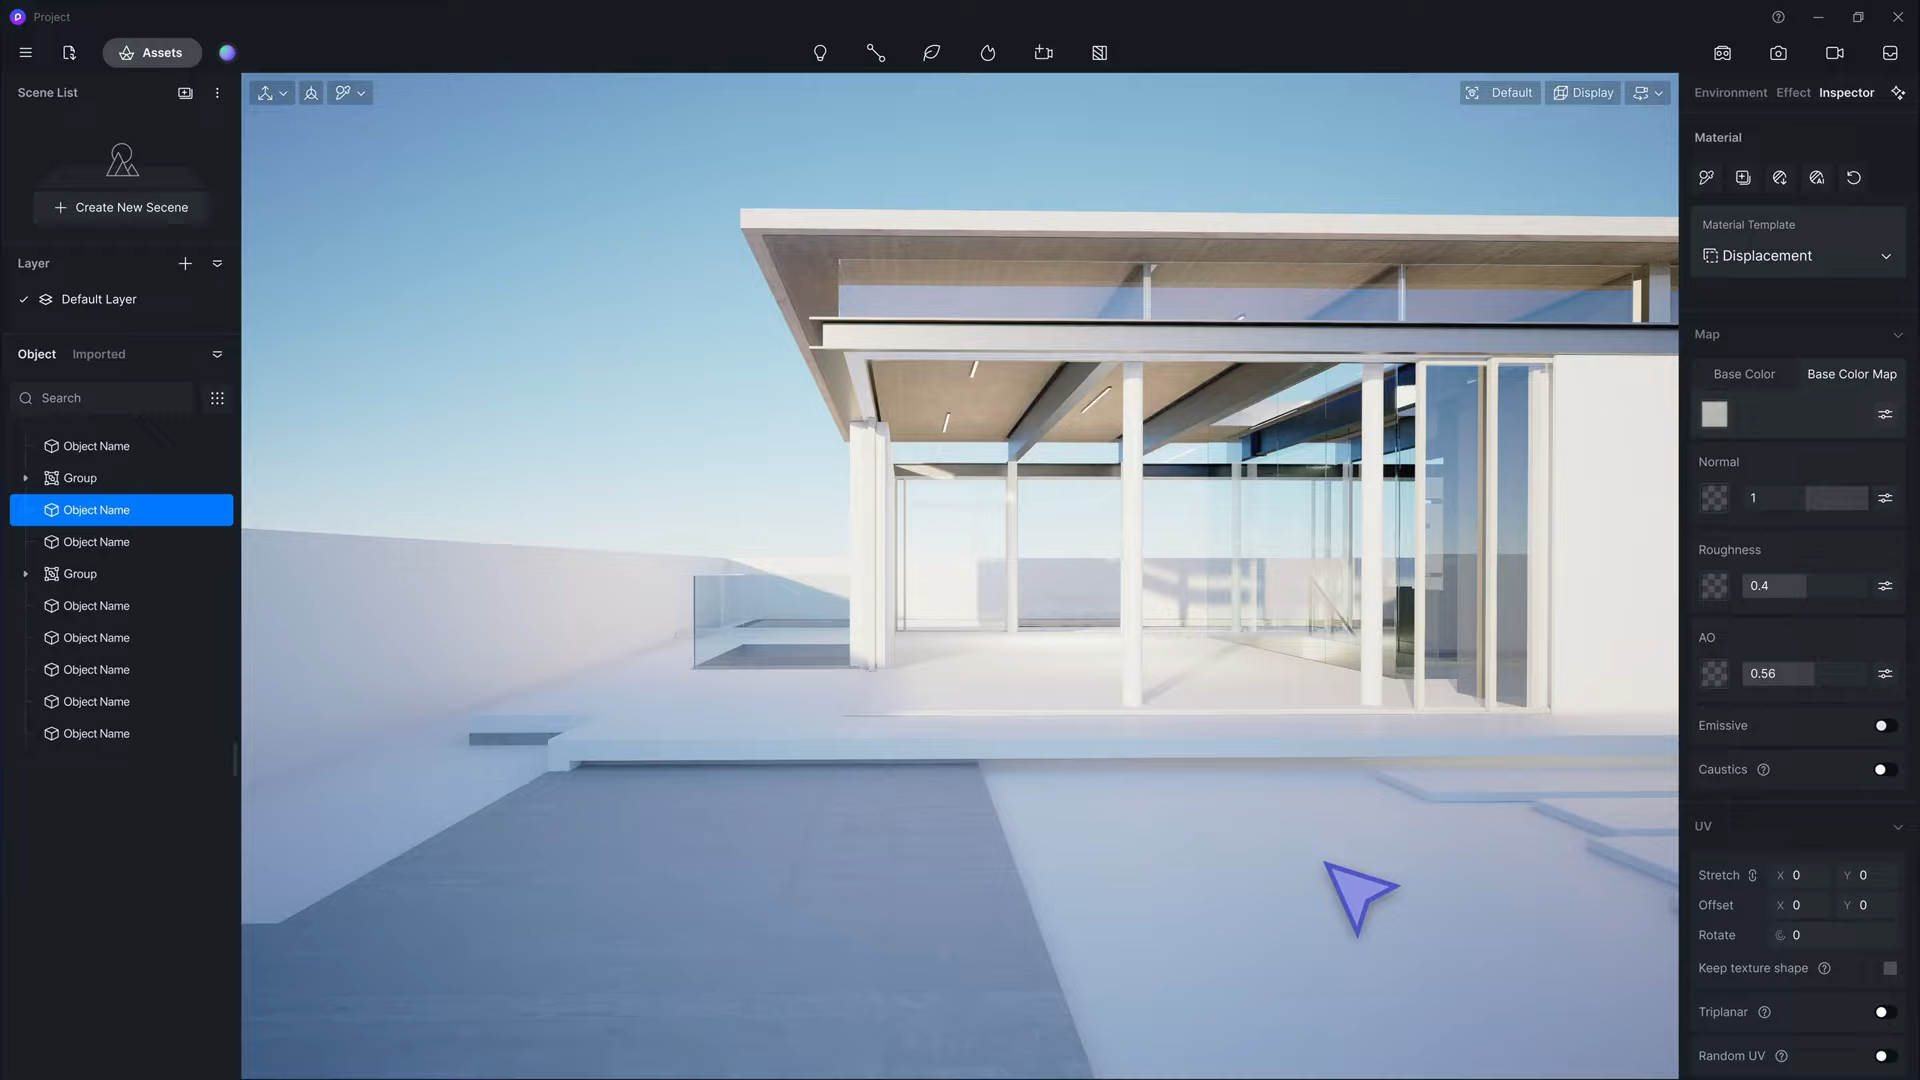 Project
Assets
Scene List
Create New Secene
Layer
Default Layer
Object
Imported
Search
Object Name
Group
Object Name
Object Name
Group
Object Name
Object Name
Object Name
Object Name
Object Name
Default
Display
Environment
Effect
Inspector
Material
Material Template
Displacement
Map
Base Color
Base Color Map
Normal
1
Roughness
0.4
AO
0.56
Emissive
Caustics
UV
Stretch X 0 Y 0
Offset X 0 Y 0
Rotate 0
Keep texture shape
Triplanar
Random UV